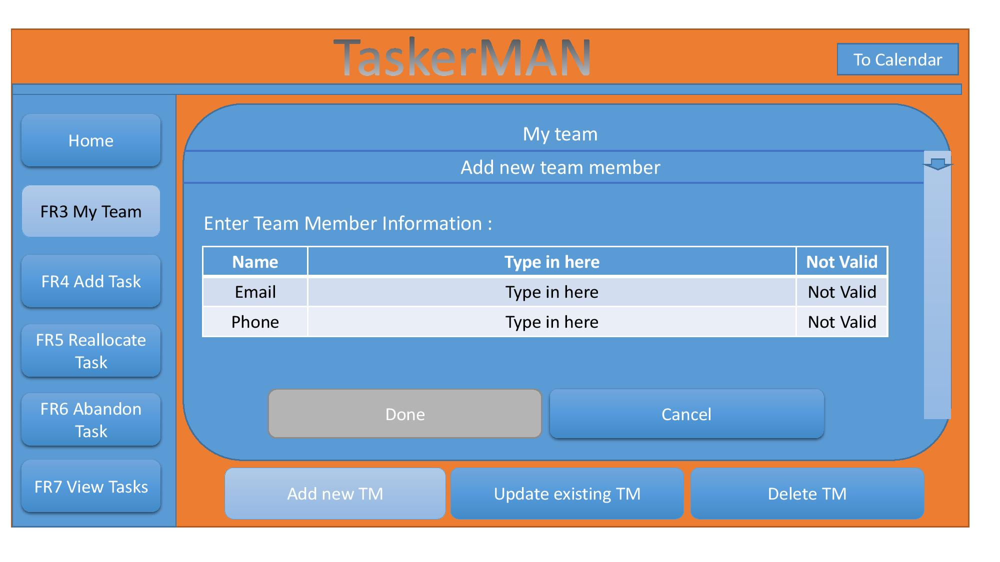 TaskerMAN
To Calendar
Home
FR3 My Team
FR4 Add Task
FR5 Reallocate
Task
FR6 Abandon
Task
FR7 View Tasks
My team
Add new team member
Enter Team Member Information :
Name Type in here Not Valid
Email Type in here Not Valid
Phone Type in here Not Valid
Done
Cancel
Add new TM
Update existing TM
Delete TM